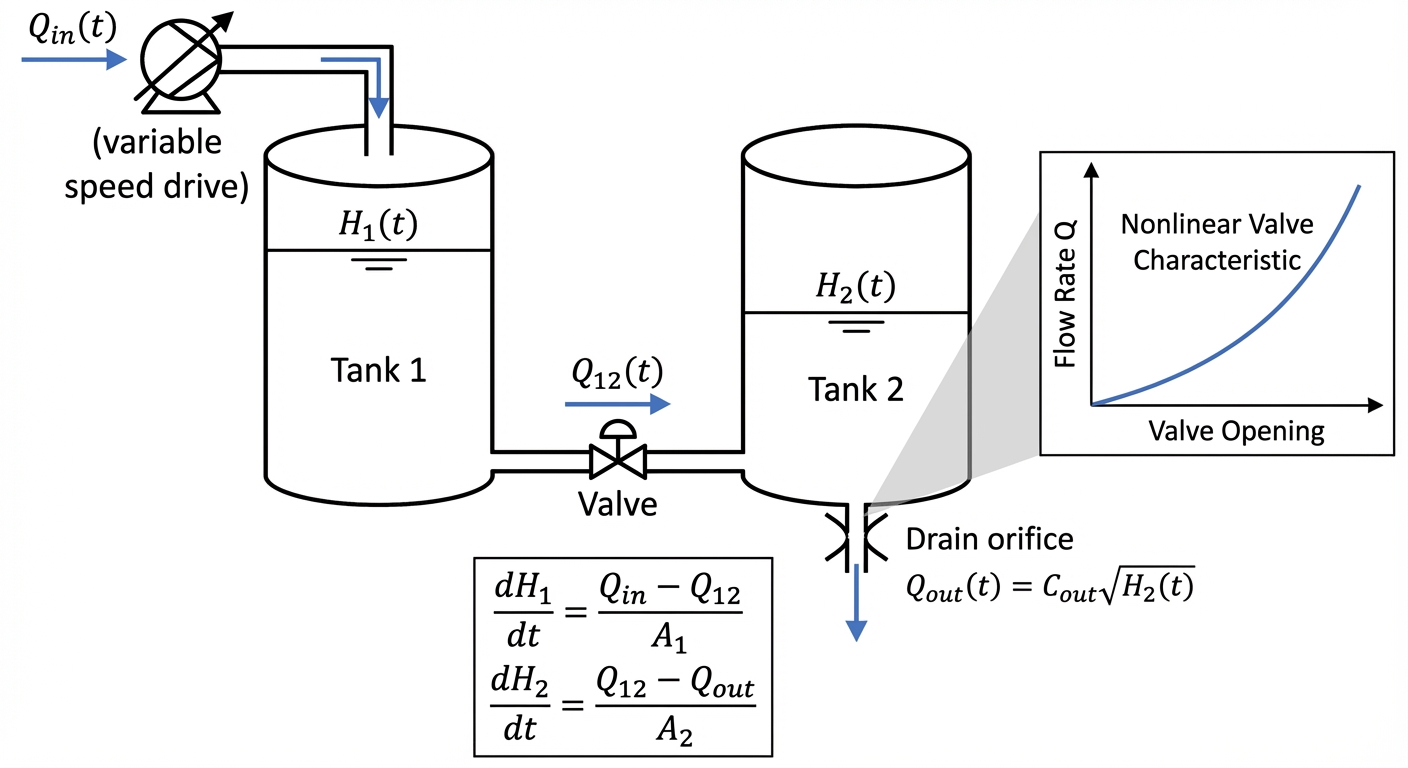 Q_in(t)
(variable
speed drive)
H_1(t)
Tank 1
Q_12(t)
Valve
H_2(t)
Tank 2
Nonlinear Valve
Characteristic
Flow Rate Q
Valve Opening
Drain orifice
Q_out(t) = C_out√H_2(t)
dH_1/dt = (Q_in − Q_12)/A_1
dH_2/dt = (Q_12 − Q_out)/A_2